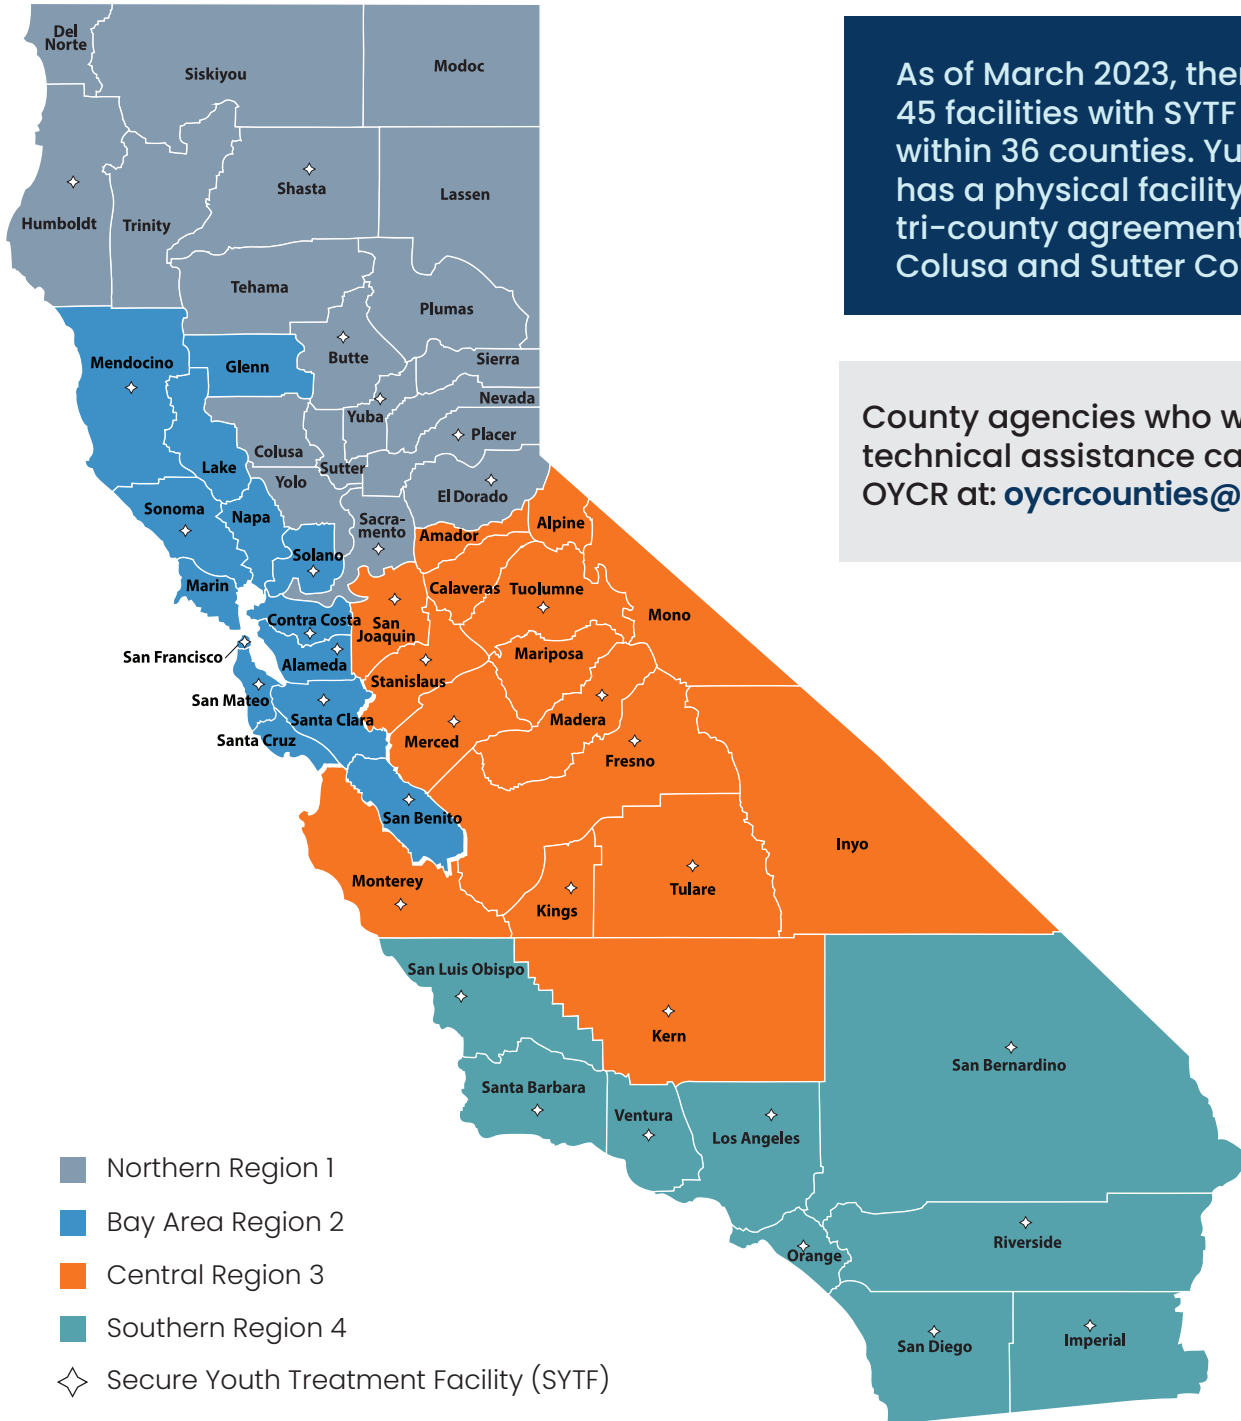 Del
Norte
Siskiyou
Modoc
As of March 2023, ther
45 facilities with SYTF
within 36 counties. Yu
has a physical facility
tri-county agreement
Colusa and Sutter Co
Shasta
Lassen
Humboldt
Trinity
Tehama
Plumas
Mendocino
Glenn
Butte
Sierra
Nevada
Yuba
Placer
Colusa
Sutter
Lake
Yolo
El Dorado
County agencies who w
technical assistance ca
OYCR at: oycrcounties@
Sonoma
Napa
Sacra-
mento
Alpine
Amador
Solano
Marin
Calaveras
Tuolumne
Mono
Contra Costa
San
Joaquin
San Francisco
Alameda
Mariposa
Stanislaus
San Mateo
Santa Clara
Madera
Santa Cruz
Merced
Fresno
San Benito
Inyo
Monterey
Kings
Tulare
San Luis Obispo
Kern
San Bernardino
Santa Barbara
Ventura
Los Angeles
Orange
Riverside
San Diego
Imperial
Northern Region 1
Bay Area Region 2
Central Region 3
Southern Region 4
Secure Youth Treatment Facility (SYTF)